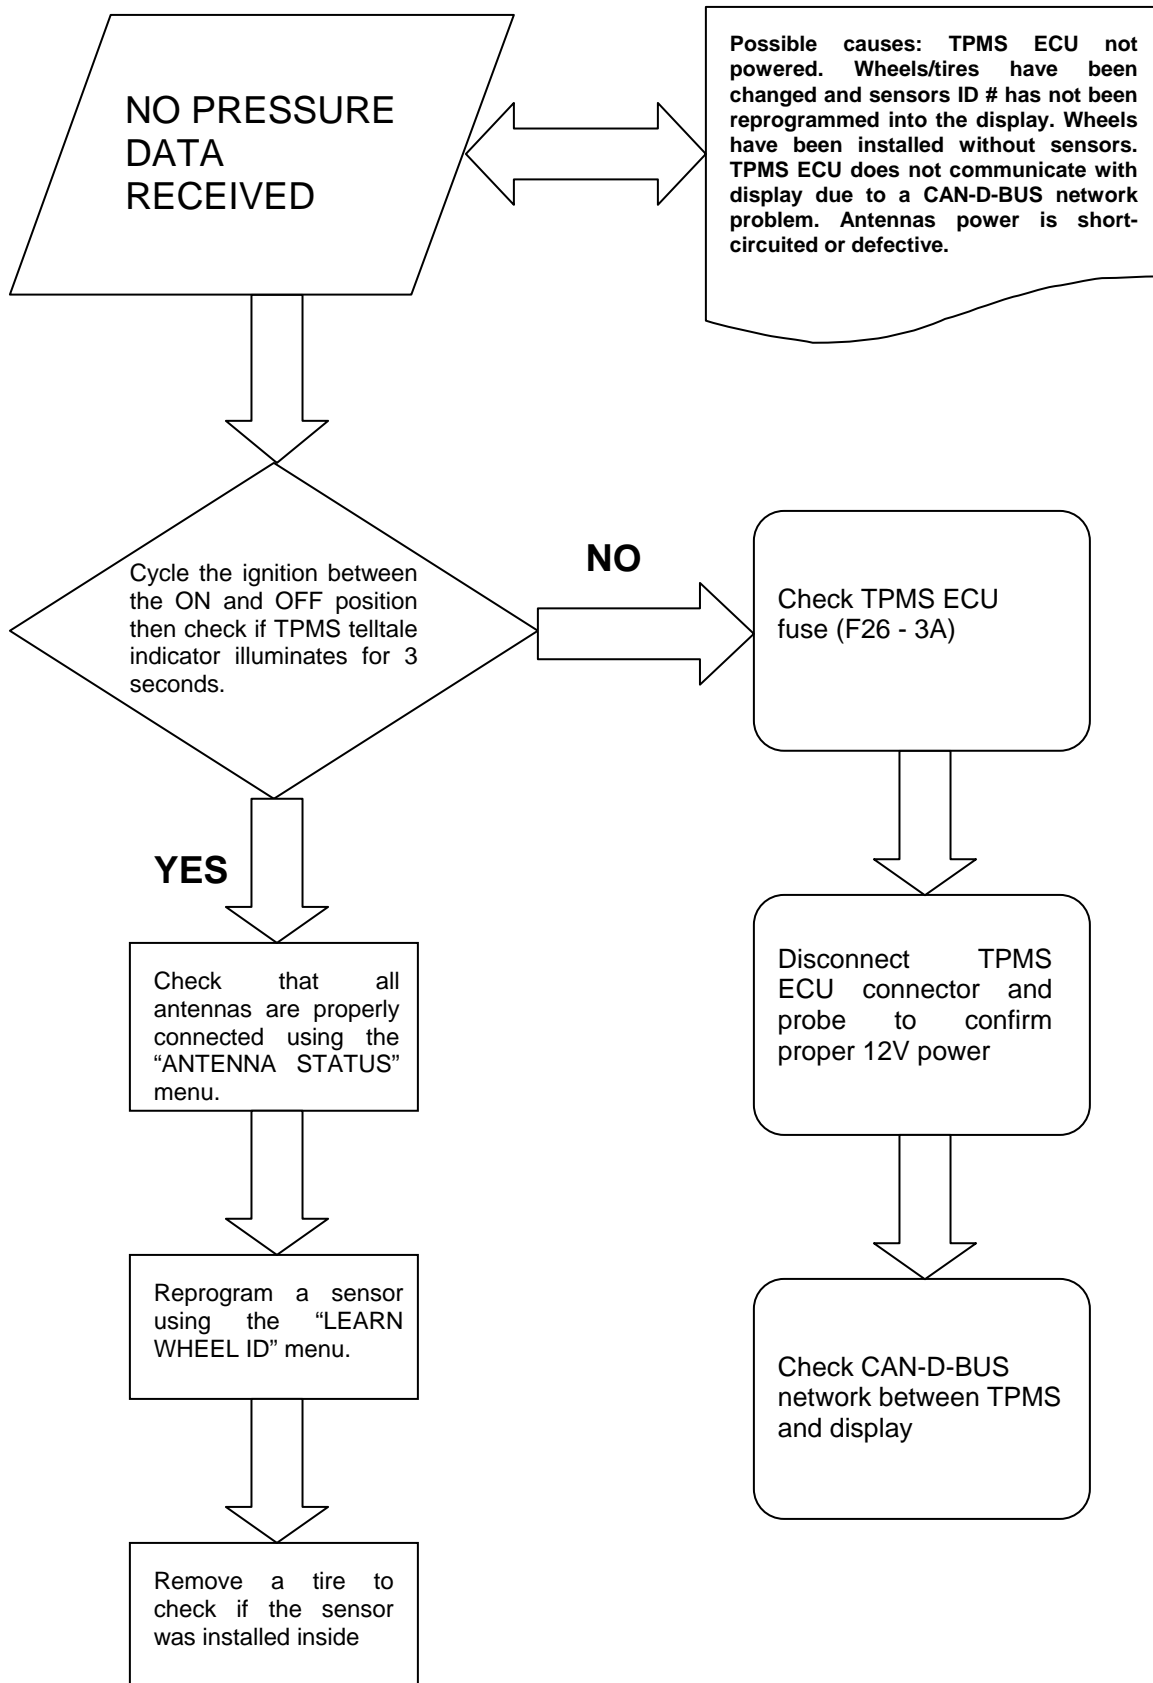 NO PRESSURE
DATA
RECEIVED
Possible causes: TPMS ECU not
powered. Wheels/tires have been
changed and sensors ID # has not been
reprogrammed into the display. Wheels
have been installed without sensors.
TPMS ECU does not communicate with
display due to a CAN-D-BUS network
problem. Antennas power is short-
circuited or defective.
Cycle the ignition between
the ON and OFF position
then check if TPMS telltale
indicator illuminates for 3
seconds.
NO
Check TPMS ECU
fuse (F26 - 3A)
YES
Check that all
antennas are properly
connected using the
“ANTENNA STATUS”
menu.
Disconnect TPMS
ECU connector and
probe to confirm
proper 12V power
Reprogram a sensor
using the “LEARN
WHEEL ID” menu.
Check CAN-D-BUS
network between TPMS
and display
Remove a tire to
check if the sensor
was installed inside